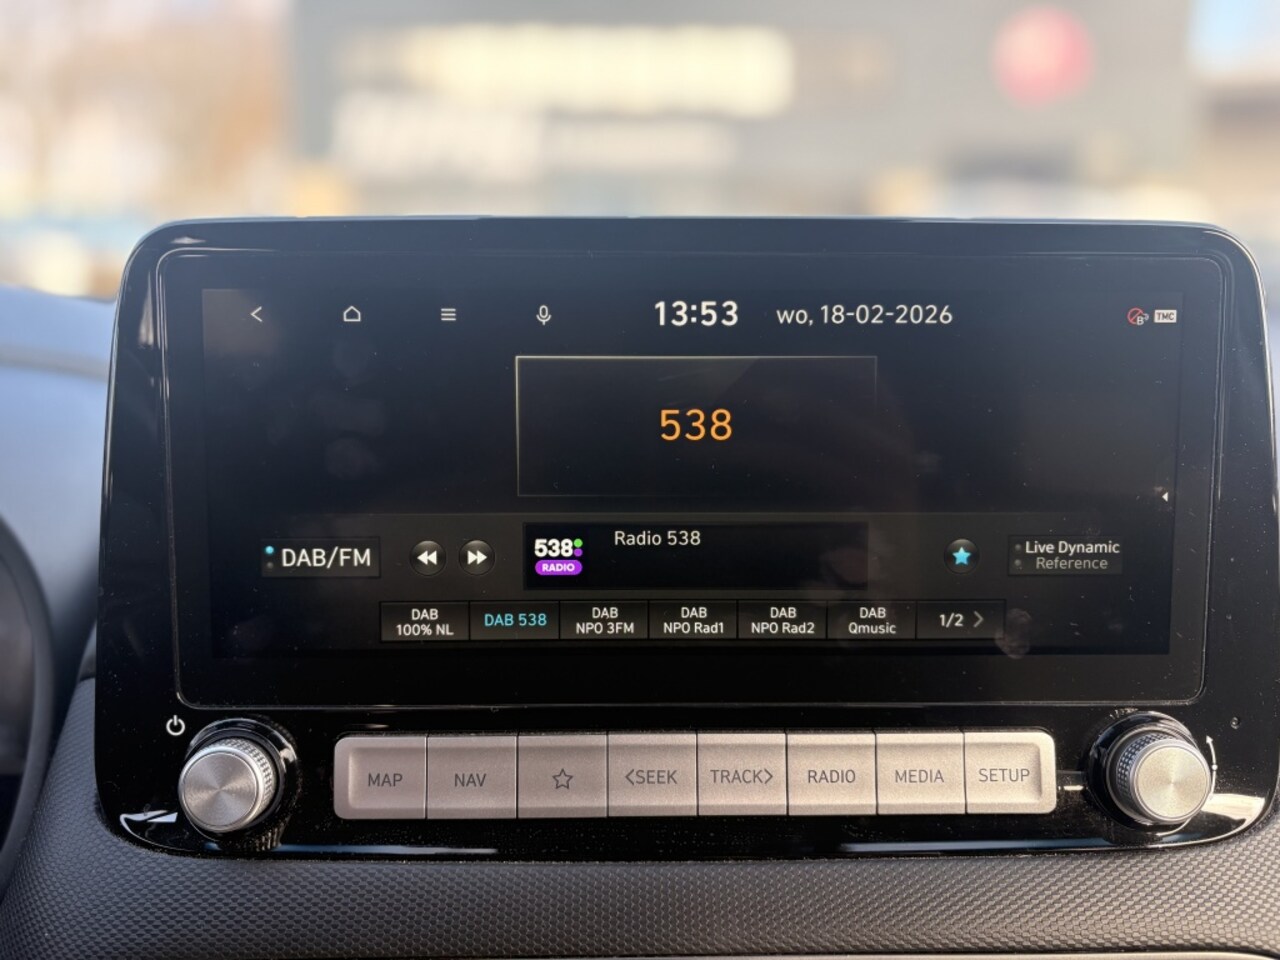 13:53 wo, 18-02-2026
TMC
538
DAB/FM
538
RADIO
Radio 538
Live Dynamic
Reference
DAB
100% NL
DAB 538
DAB
NPO 3FM
DAB
NPO Rad1
DAB
NPO Rad2
DAB
Qmusic
1/2
MAP
NAV
<SEEK
TRACK>
RADIO
MEDIA
SETUP